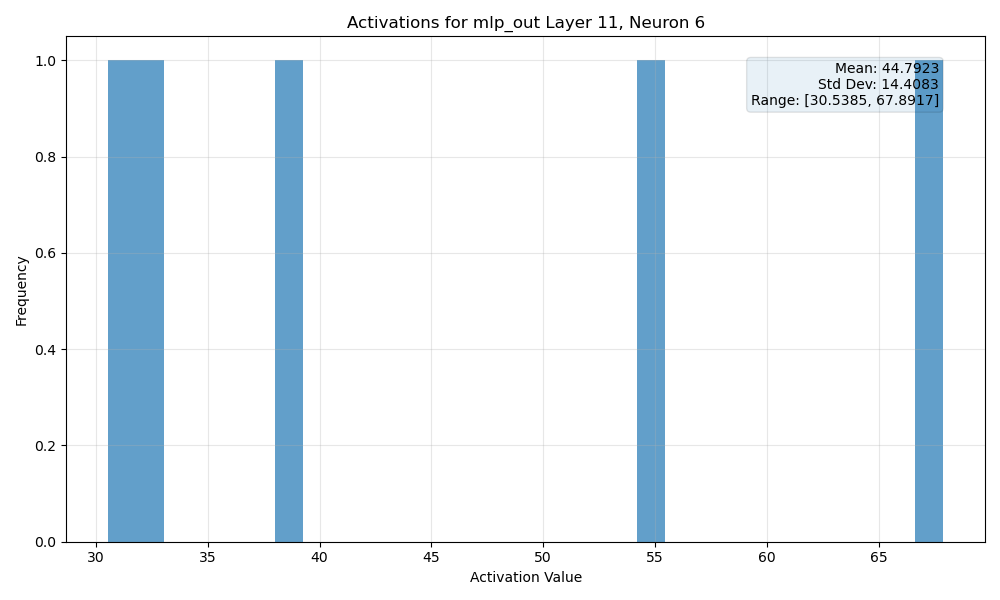 Activations for mlp_out Layer 11, Neuron 6
1.0
0.8
0.6
0.4
0.2
0.0
Frequency
Mean: 44.7923
Std Dev: 14.4083
Range: [30.5385, 67.8917]
30 35 40 45 50 55 60 65
Activation Value